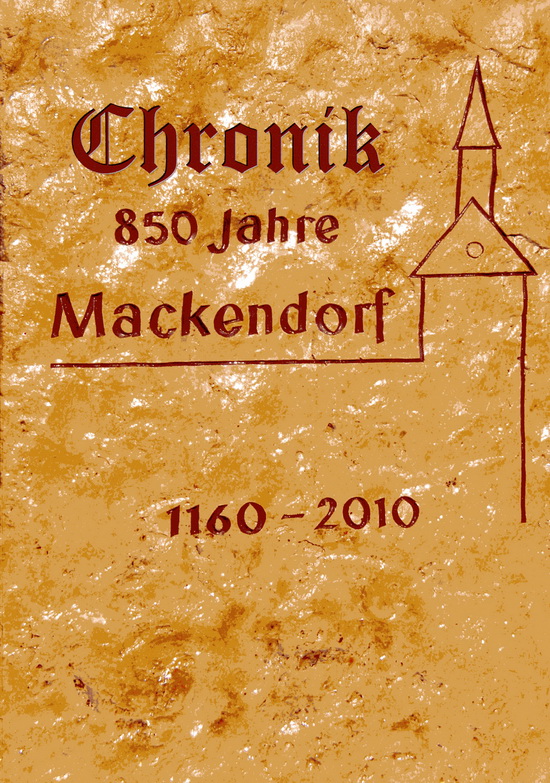 Chronik
850 Jahre
Mackendorf
1160 – 2010